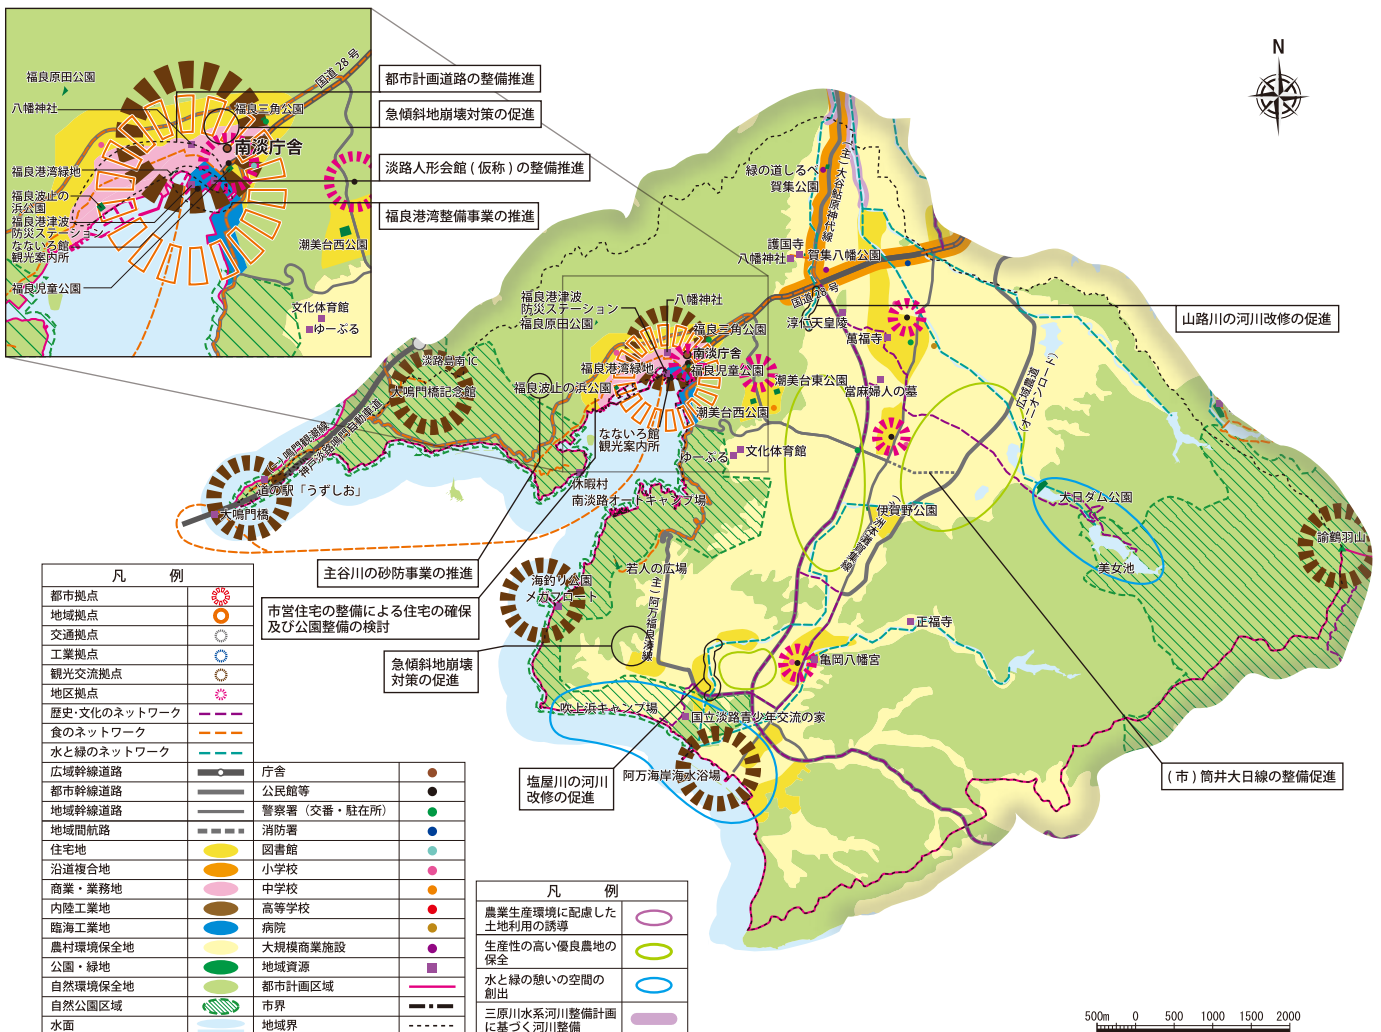 福良原田公園
八幡神社
国道 28 号
福良三角公園
南淡庁舎
福良港湾緑地
福良波止の
浜公園
福良港津波
防災ステーション
なないろ館
観光案内所
福良児童公園
潮美台西公園
文化体育館
ゆーぷる
都市計画道路の整備推進
急傾斜地崩壊対策の促進
淡路人形会館 ( 仮称 ) の整備推進
福良港湾整備事業の推進
N
緑の道しるべ
賀集公園
(主) 大谷鮎原神代線
護国寺
八幡神社
賀集八幡公園
国道 28 号
淳仁天皇陵
萬福寺
山路川の河川改修の促進
福良港津波
防災ステーション
福良原田公園
八幡神社
福良三角公園
南淡庁舎
福良港湾緑地
福良児童公園
福良波止の浜公園
潮美台東公園
潮美台西公園
當麻婦人の墓
広域農道
(オニオンロード)
なないろ館
観光案内所
ゆーぷる
文化体育館
淡路島南IC
大鳴門橋記念館
(主) 鳴門観潮線
神戸淡路鳴門自動車道
道の駅「うずしお」
大鳴門橋
休暇村
南淡路オートキャンプ場
大日ダム公園
伊賀野公園
洲本灘賀集線
諭鶴羽山
美女池
主谷川の砂防事業の推進
若人の広場
海釣り公園
メガフロート
主) 阿万福良湊線
市営住宅の整備による住宅の確保
及び公園整備の検討
正福寺
急傾斜地崩壊
対策の促進
亀岡八幡宮
吹上浜キャンプ場
国立淡路青少年交流の家
阿万海岸海水浴場
塩屋川の河川
改修の促進
( 市 ) 筒井大日線の整備促進
凡 例
都市拠点
地域拠点
交通拠点
工業拠点
観光交流拠点
地区拠点
歴史・文化のネットワーク
食のネットワーク
水と緑のネットワーク
広域幹線道路 庁舎
都市幹線道路 公民館等
地域幹線道路 警察署（交番・駐在所）
地域間航路 消防署
住宅地 図書館
沿道複合地 小学校
商業・業務地 中学校
内陸工業地 高等学校
臨海工業地 病院
農村環境保全地 大規模商業施設
公園・緑地 地域資源
自然環境保全地 都市計画区域
自然公園区域 市界
水面 地域界
凡 例
農業生産環境に配慮した
土地利用の誘導
生産性の高い優良農地の
保全
水と緑の憩いの空間の
創出
三原川水系河川整備計画
に基づく河川整備
500m 0 500 1000 1500 2000